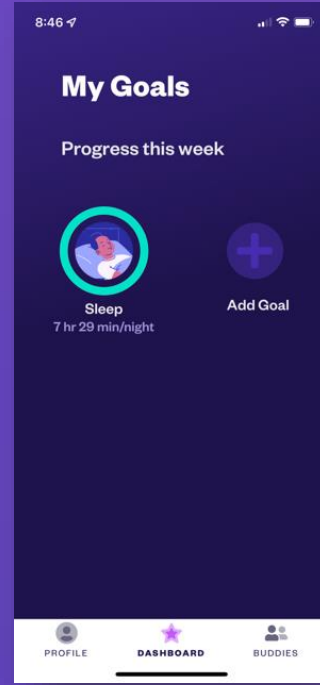 8:46
My Goals
Progress this week
Sleep
7 hr 29 min/night
Add Goal
PROFILE
DASHBOARD
BUDDIES